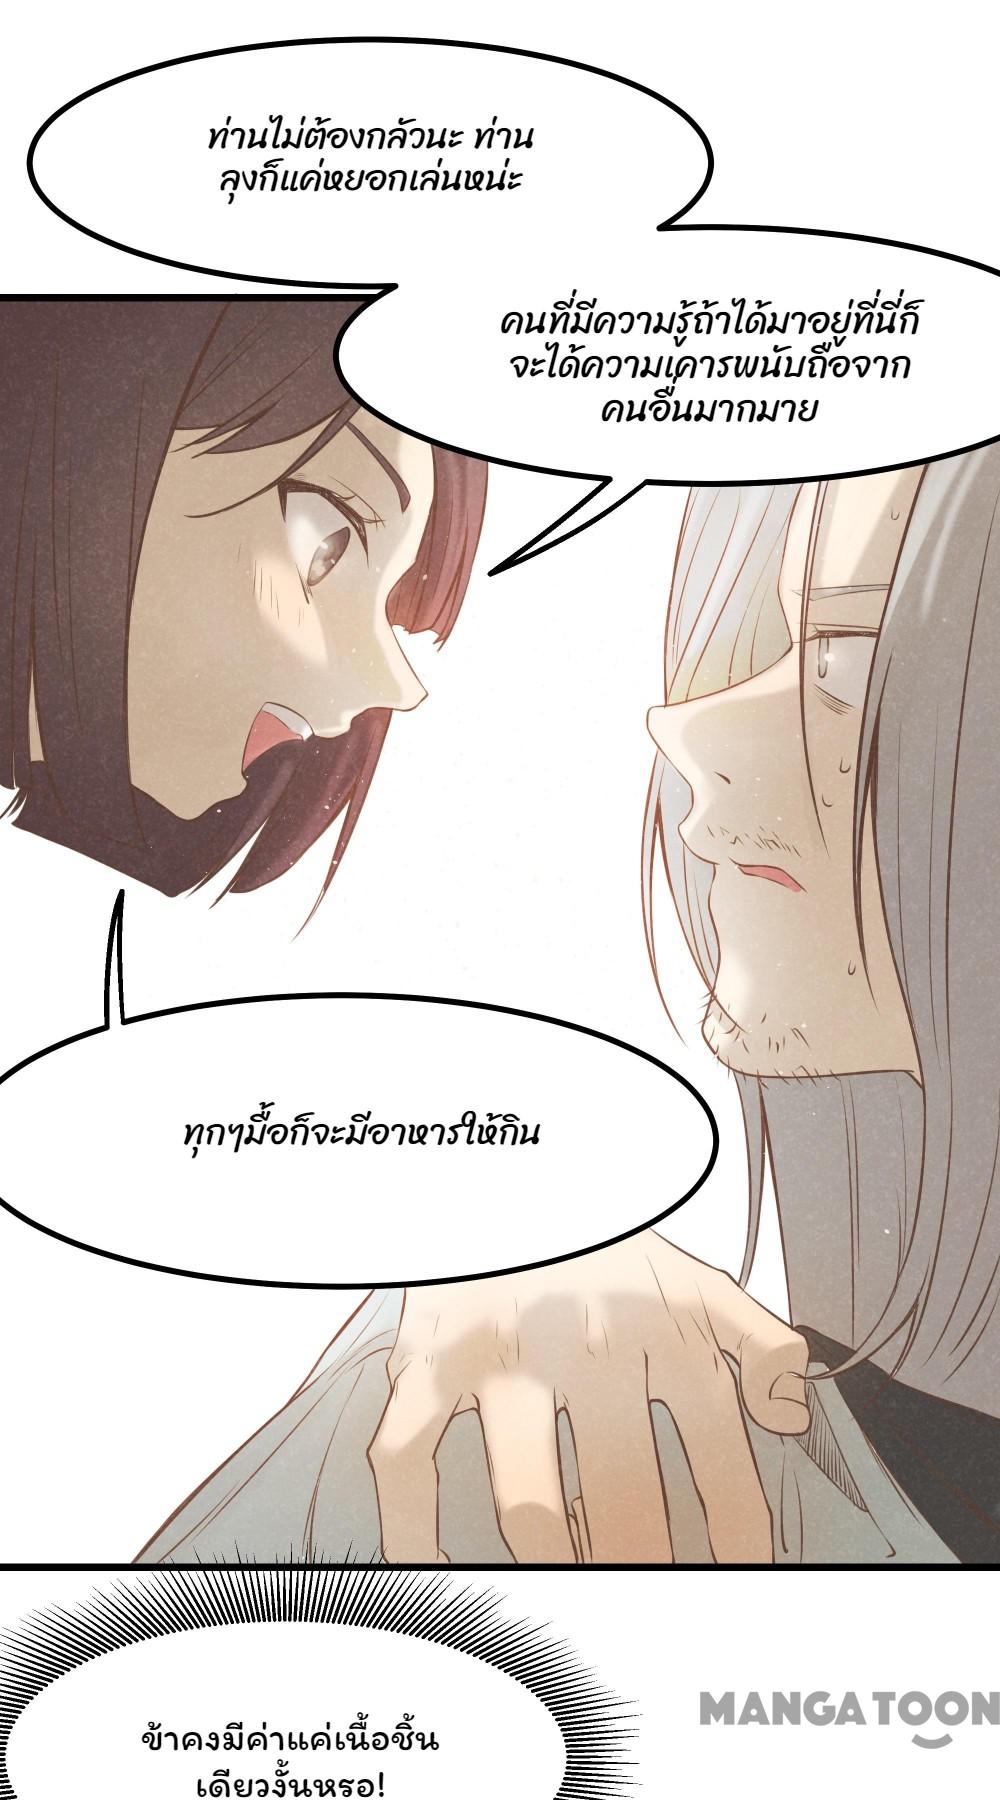 ท่านไม่ต้องกลัวนะ ท่าน
ลุงก็แค่หยอกเล่นหน่ะ
คนที่มีความรู้ถ้าได้มาอยู่ที่นี่ก็
จะได้ความเคารพนับถือจาก
คนอื่นมากมาย
ทุกๆมื้อก็จะมีอาหารให้กิน
ข้าคงมีค่าแค่เนื้อชิ้น
เดียวงั้นหรอ!
MANGATOON